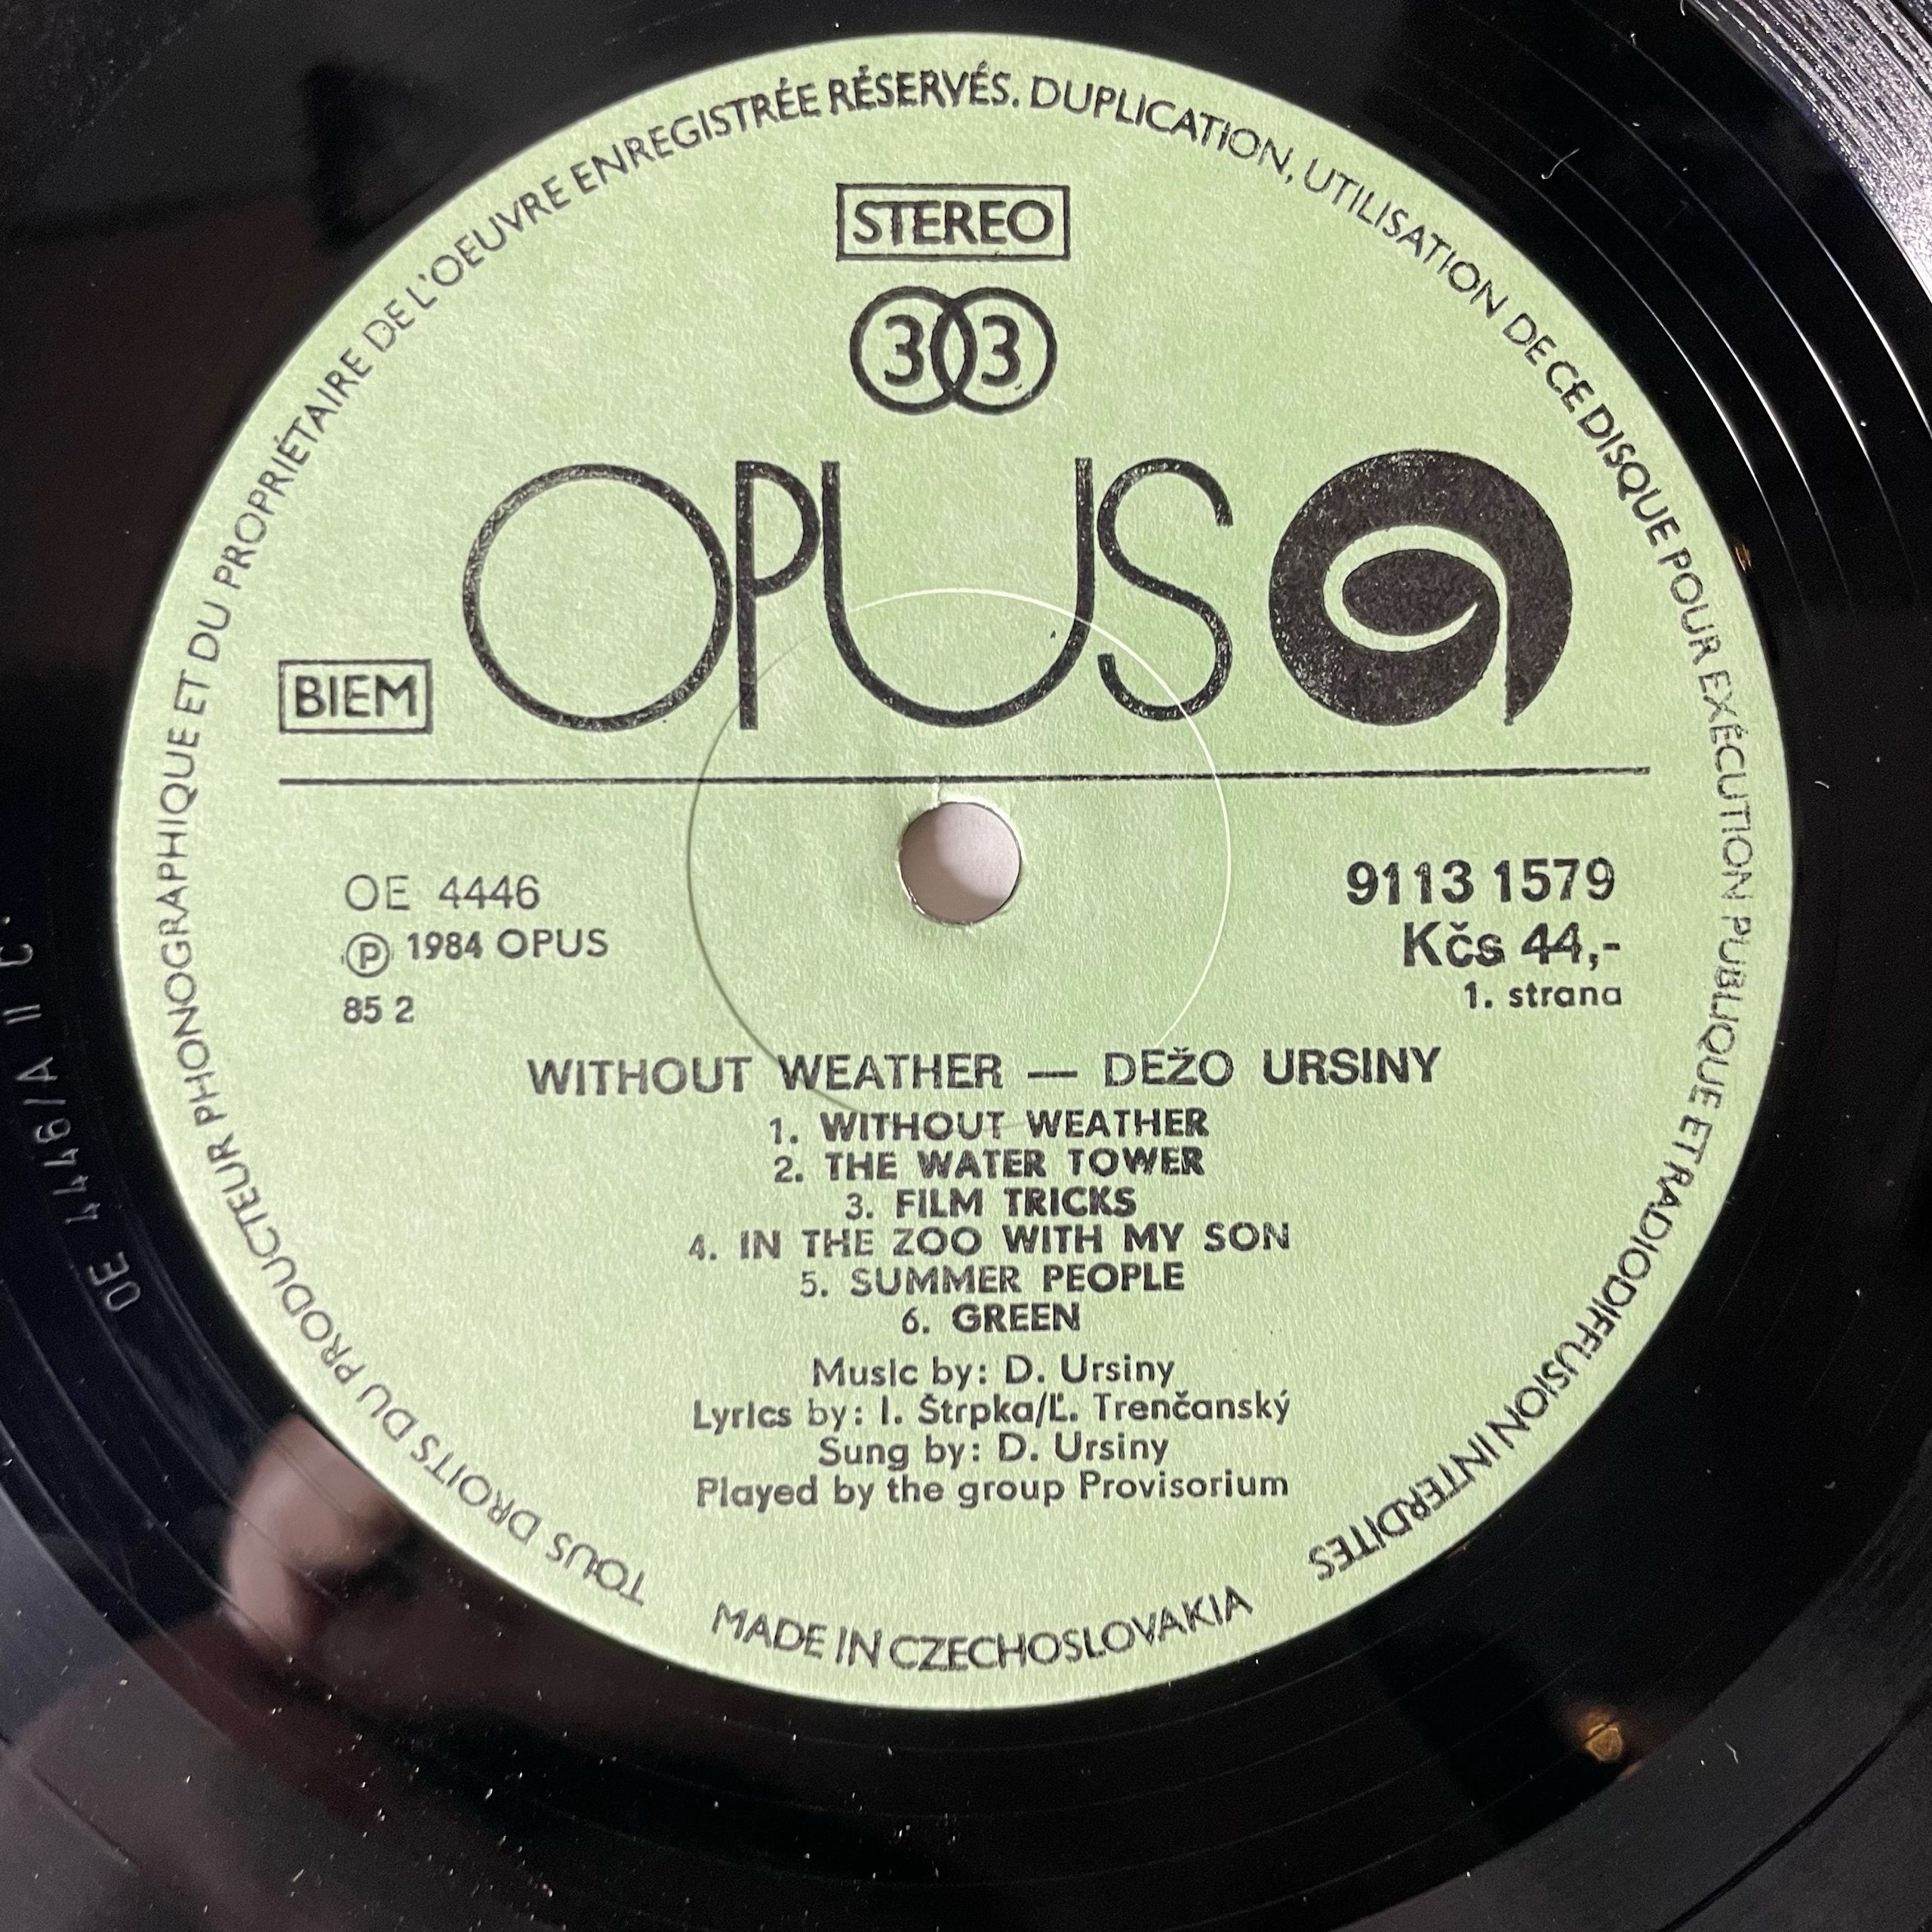 TOUS DROITS DU PRODUCTEUR PHONOGRAPHIQUE ET DU PROPRIÉTAIRE DE L'OEUVRE ENREGISTRÉE RÉSERVÉS. DUPLICATION, UTILISATION DE CE DISQUE POUR EXÉCUTION PUBLIQUE ET RADIODIFFUSION INTERDITES
STEREO
33
OPUS
BIEM
OE 4446
℗ 1984 OPUS
85 2
9113 1579
Kčs 44,-
1. strana
WITHOUT WEATHER — DEŽO URSINY
1. WITHOUT WEATHER
2. THE WATER TOWER
3. FILM TRICKS
4. IN THE ZOO WITH MY SON
5. SUMMER PEOPLE
6. GREEN
Music by: D. Ursiny
Lyrics by: I. Štrpka/Ľ. Trenčanský
Sung by: D. Ursiny
Played by the group Provisorium
MADE IN CZECHOSLOVAKIA
OE 4446/A II C